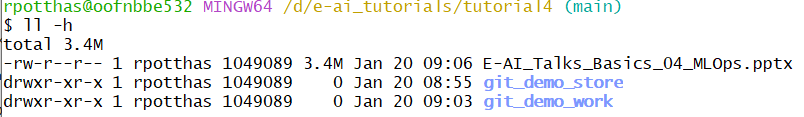 rpotthas@oofnbbe532 MINGW64 /d/e-ai_tutorials/tutorial4 (main)
$ ll -h
total 3.4M
-rw-r--r-- 1 rpotthas 1049089 3.4M Jan 20 09:06 E-AI_Talks_Basics_04_MLOps.pptx
drwxr-xr-x 1 rpotthas 1049089    0 Jan 20 08:55 git_demo_store
drwxr-xr-x 1 rpotthas 1049089    0 Jan 20 09:03 git_demo_work